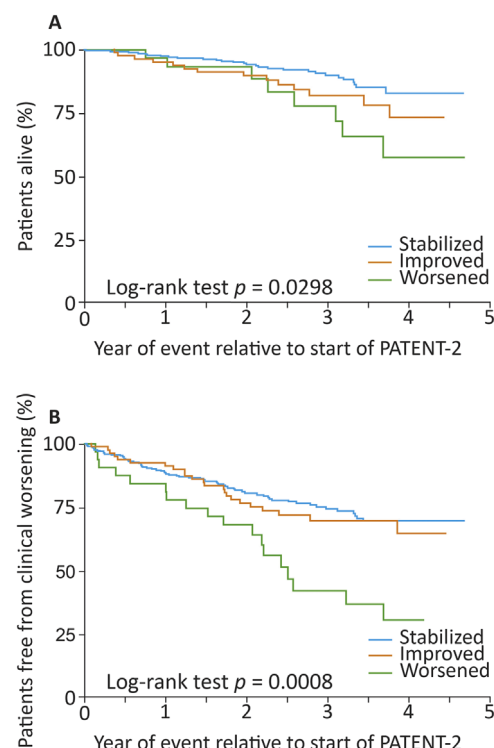 A
Patients alive (%)
100
75
50
25
0
Stabilized
Improved
Worsened
Log-rank test p = 0.0298
0 1 2 3 4 5
Year of event relative to start of PATENT-2
B
Patients free from clinical worsening (%)
100
75
50
25
0
Stabilized
Improved
Worsened
Log-rank test p = 0.0008
0 1 2 3 4 5
Year of event relative to start of PATENT-2